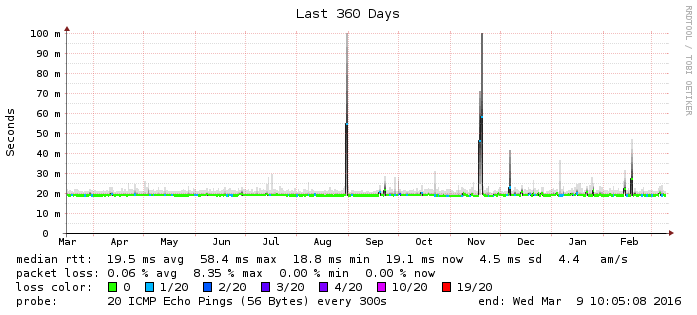 Last 360 Days
RRDTOOL / TOBI OETIKER
Seconds
100 m
90 m
80 m
70 m
60 m
50 m
40 m
30 m
20 m
10 m
0
Mar Apr May Jun Jul Aug Sep Oct Nov Dec Jan Feb
median rtt: 19.5 ms avg 58.4 ms max 18.8 ms min 19.1 ms now 4.5 ms sd 4.4 am/s
packet loss: 0.06 % avg 8.35 % max 0.00 % min 0.00 % now
loss color: 0 1/20 2/20 3/20 4/20 10/20 19/20
probe: 20 ICMP Echo Pings (56 Bytes) every 300s end: Wed Mar 9 10:05:08 2016